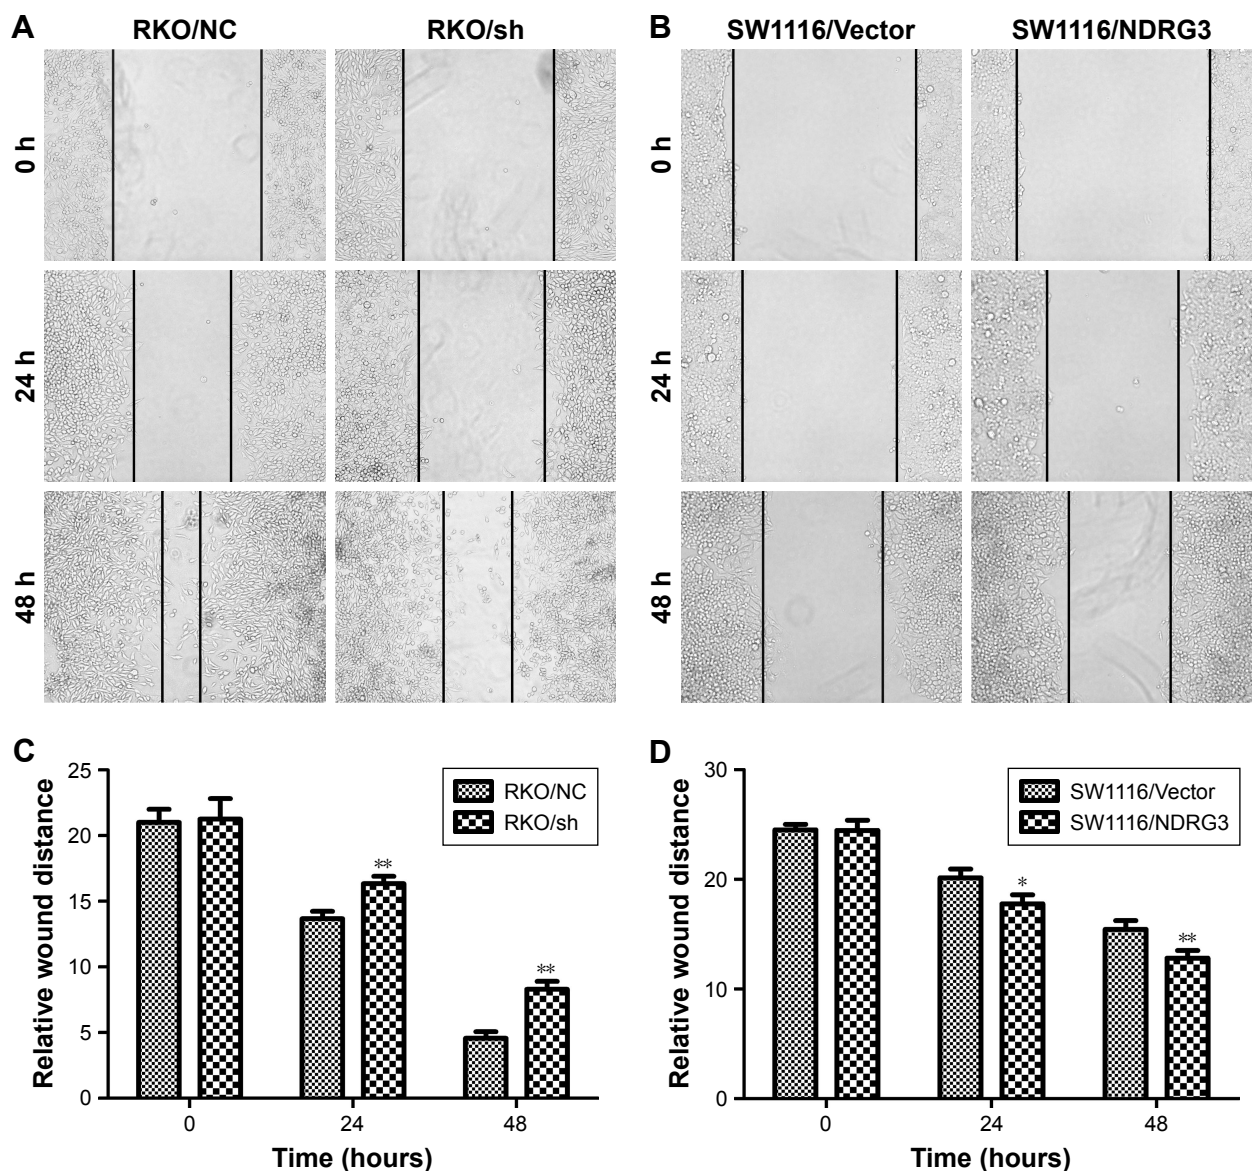 A
RKO/NC
RKO/sh
0 h
24 h
48 h
B
SW1116/Vector
SW1116/NDRG3
0 h
24 h
48 h
C
Relative wound distance
25
20
15
10
5
0
RKO/NC
RKO/sh
**
**
0
24
48
Time (hours)
D
Relative wound distance
30
20
10
0
SW1116/Vector
SW1116/NDRG3
*
**
0
24
48
Time (hours)